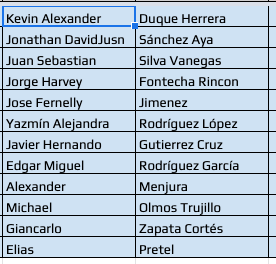 Kevin Alexander Duque Herrera
Jonathan DavidJusn Sánchez Aya
Juan Sebastian Silva Vanegas
Jorge Harvey Fontecha Rincon
Jose Fernelly Jimenez
Yazmín Alejandra Rodríguez López
Javier Hernando Gutierrez Cruz
Edgar Miguel Rodríguez García
Alexander Menjura
Michael Olmos Trujillo
Giancarlo Zapata Cortés
Elias Pretel